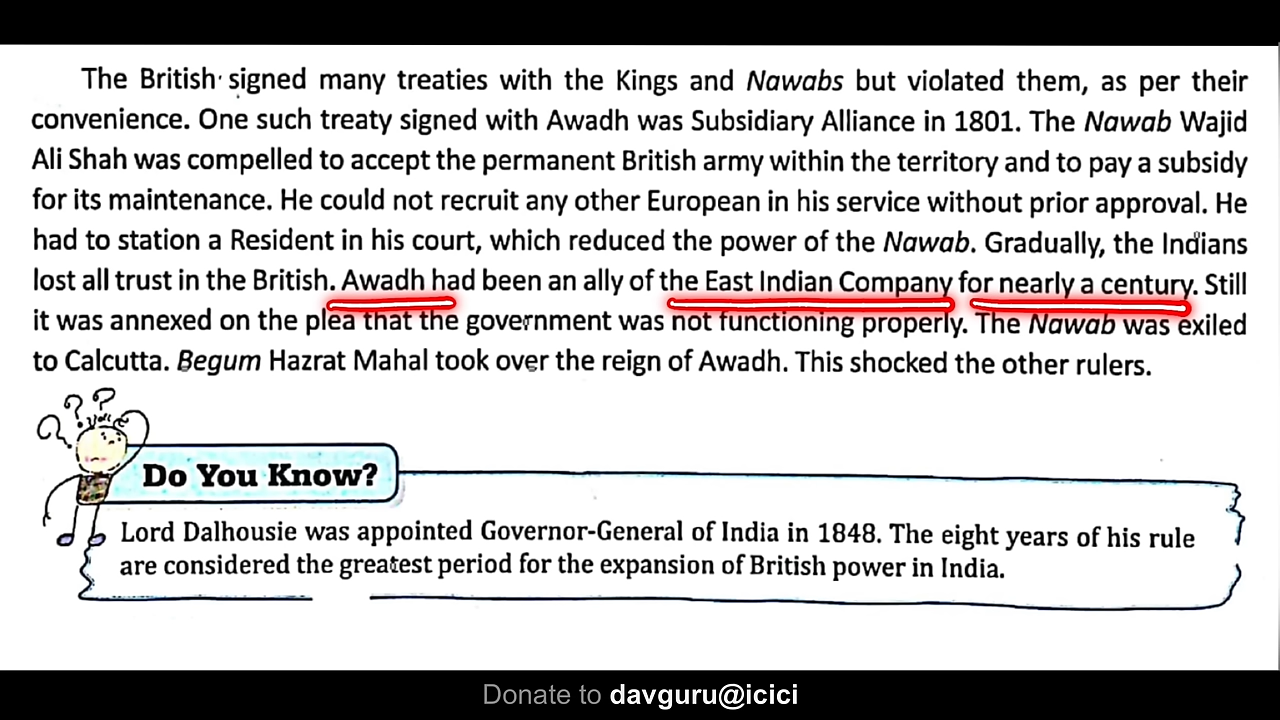 The British signed many treaties with the Kings and Nawabs but violated them, as per their
convenience. One such treaty signed with Awadh was Subsidiary Alliance in 1801. The Nawab Wajid
Ali Shah was compelled to accept the permanent British army within the territory and to pay a subsidy
for its maintenance. He could not recruit any other European in his service without prior approval. He
had to station a Resident in his court, which reduced the power of the Nawab. Gradually, the Indians
lost all trust in the British. Awadh had been an ally of the East Indian Company for nearly a century. Still
it was annexed on the plea that the government was not functioning properly. The Nawab was exiled
to Calcutta. Begum Hazrat Mahal took over the reign of Awadh. This shocked the other rulers.
? ? ? ?
Do You Know?
Lord Dalhousie was appointed Governor-General of India in 1848. The eight years of his rule
are considered the greatest period for the expansion of British power in India.
Donate to davguru@icici